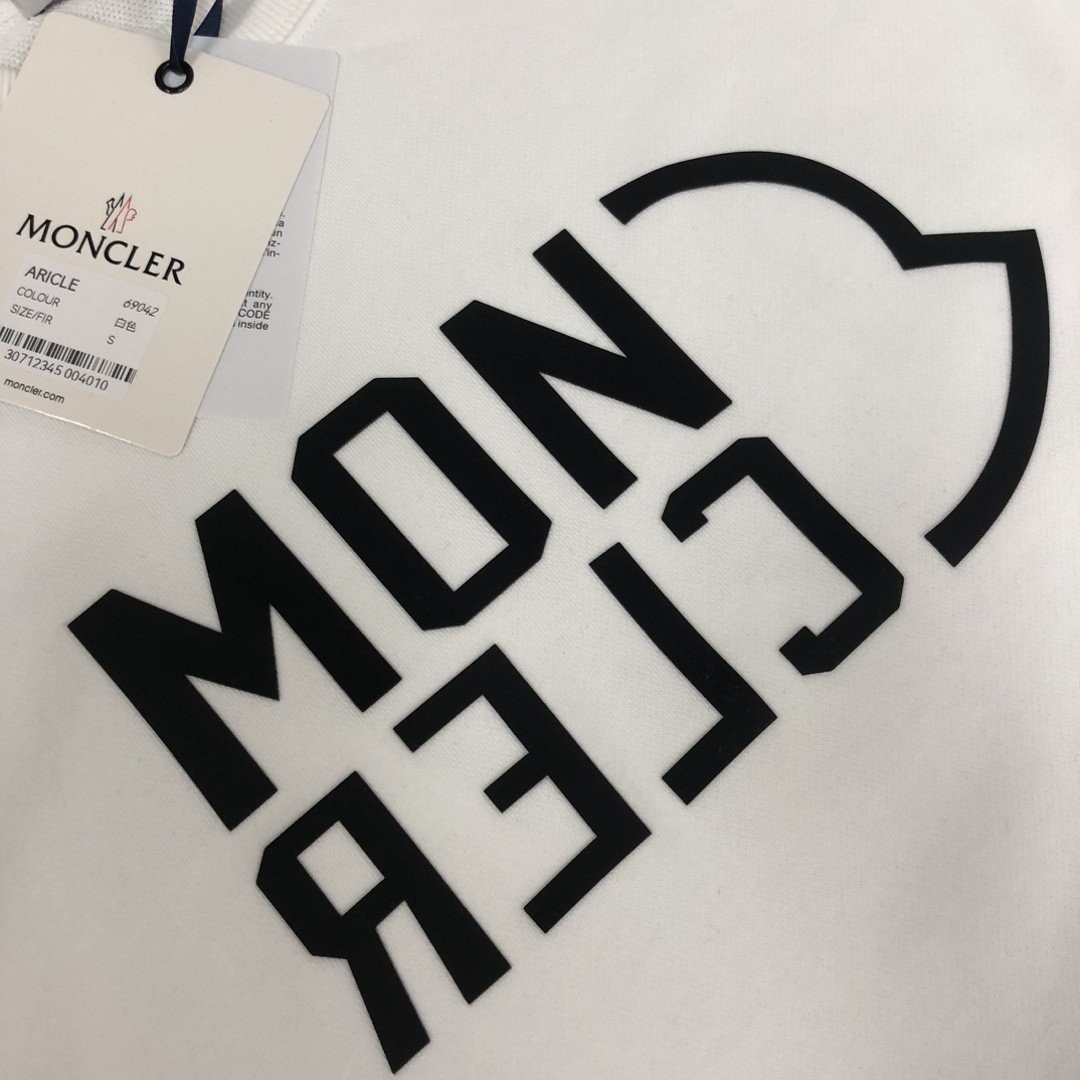 MONCLER
ARICLE 69042
COLOUR 白色
SIZE/FIR S
30712345 004010
moncler.com
ntity.
t any
CODE
inside
MON
CLER